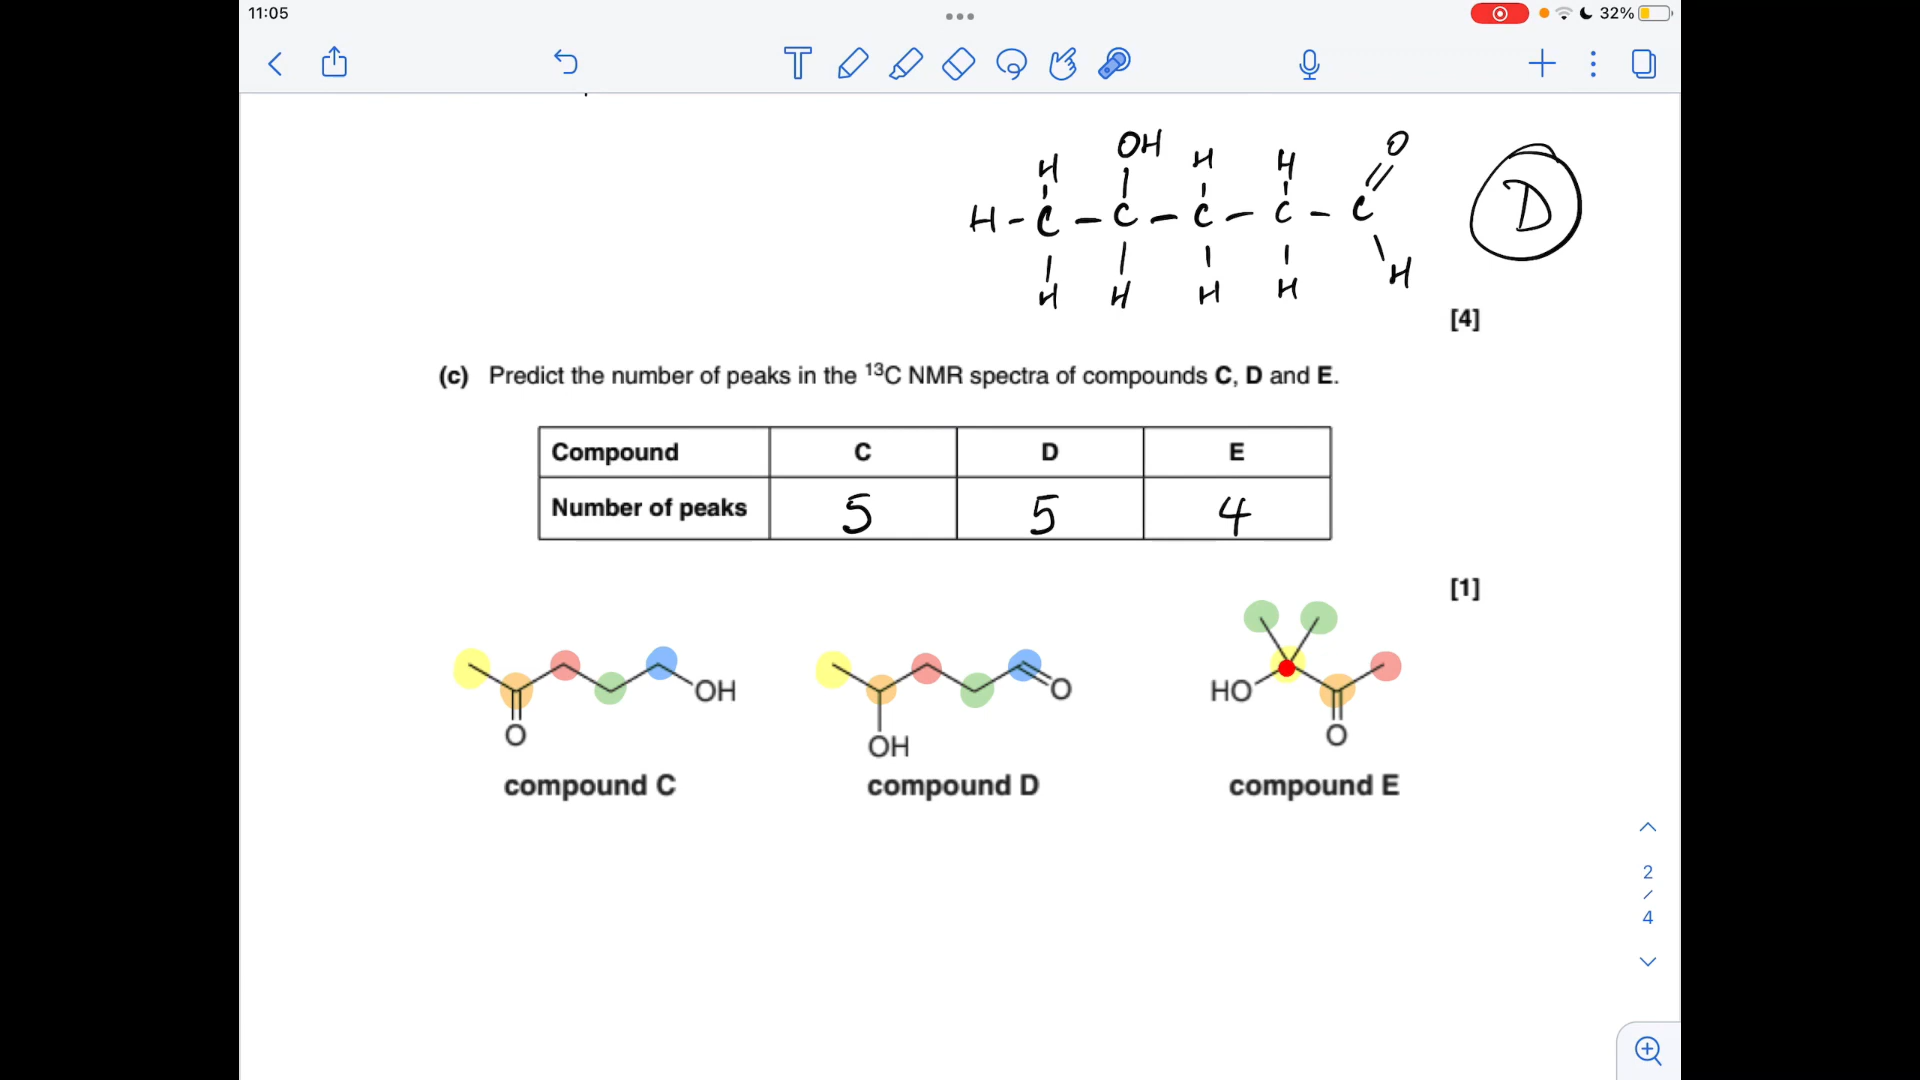 11:05
32%
OH
H H H O
H - C - C - C - C - C
H H H H H
D
[4]
(c) Predict the number of peaks in the ¹³C NMR spectra of compounds C, D and E.
Compound C D E
Number of peaks 5 5 4
[1]
OH
O
compound C
O
OH
compound D
HO
O
compound E
2
/
4